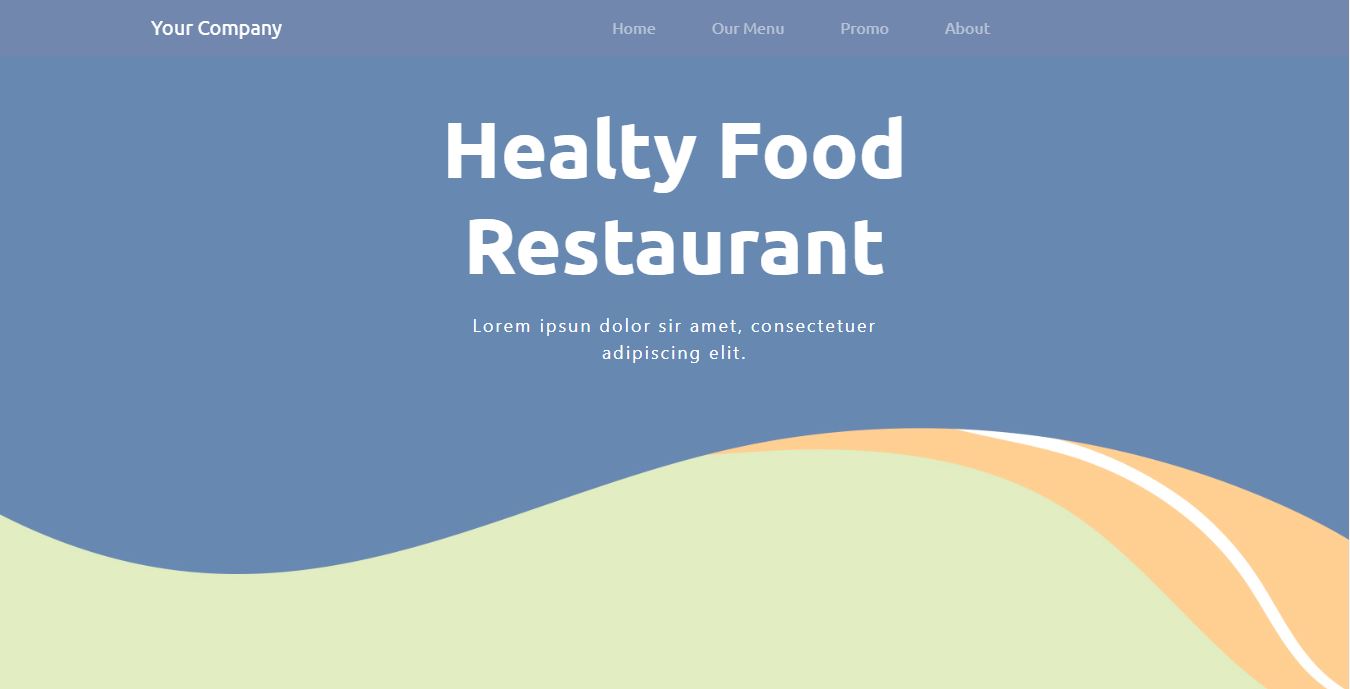 Your Company
Home
Our Menu
Promo
About
Healty Food
Restaurant
Lorem ipsun dolor sir amet, consectetuer
adipiscing elit.